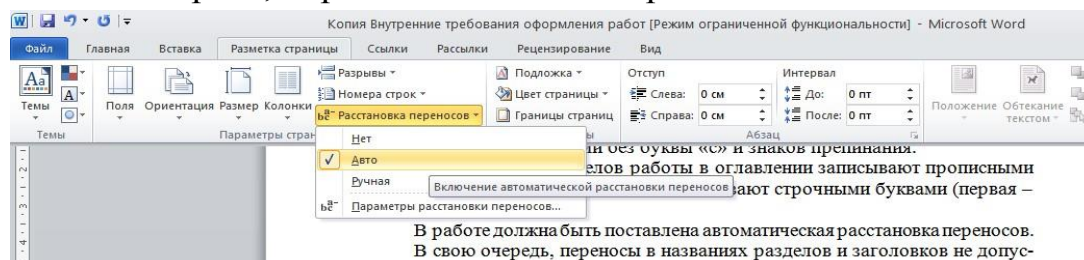 Копия Внутренние требования оформления работ [Режим ограниченной функциональности] - Microsoft Word
Файл Главная Вставка Разметка страницы Ссылки Рассылки Рецензирование Вид
Темы
Поля Ориентация Размер Колонки
Разрывы
Номера строк
Расстановка переносов
Подложка
Цвет страницы
Границы страниц
Отступ
Слева: 0 см
Справа: 0 см
Интервал
До: 0 пт
После: 0 пт
Положение Обтекание текстом
Темы Параметры стран Абзац
Нет
Авто
Ручная
Параметры расстановки переносов...
Включение автоматической расстановки переносов
без буквы «с» и знаков препинания.
работы в оглавлении записывают прописными
строчными буквами (первая –
В работе должна быть поставлена автоматическая расстановка переносов.
В свою очередь, переносы в названиях разделов и заголовков не допус-